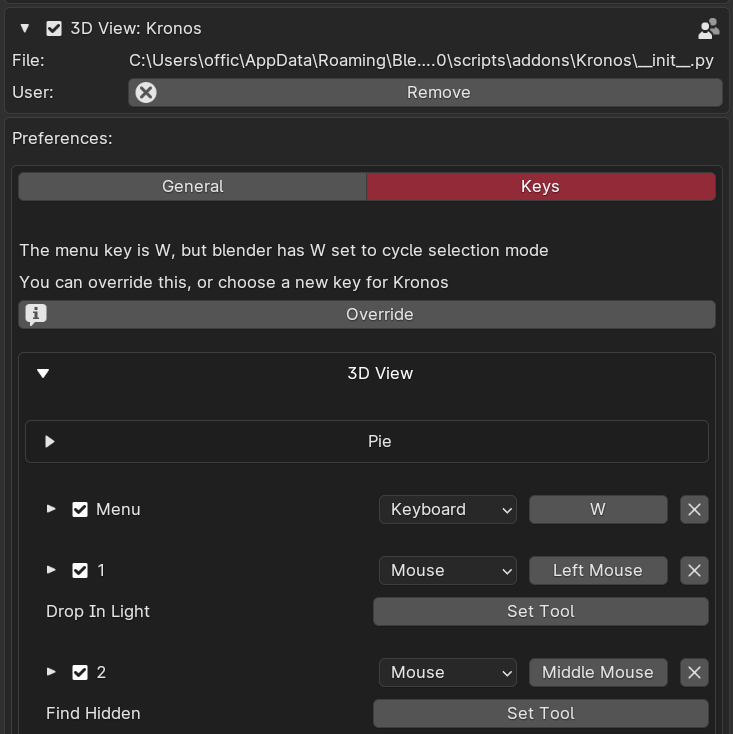 3D View: Kronos
File: C:\Users\offic\AppData\Roaming\Ble....0\scripts\addons\Kronos\__init__.py
User: Remove
Preferences:
General Keys
The menu key is W, but blender has W set to cycle selection mode
You can override this, or choose a new key for Kronos
Override
3D View
Pie
Menu Keyboard W
1 Mouse Left Mouse
Drop In Light Set Tool
2 Mouse Middle Mouse
Find Hidden Set Tool